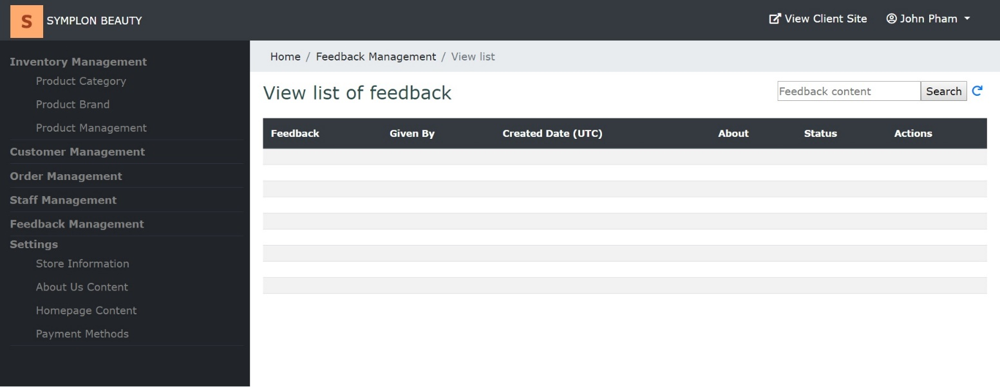 S SYMPLON BEAUTY
View Client Site
John Pham
Inventory Management
Product Category
Product Brand
Product Management
Customer Management
Order Management
Staff Management
Feedback Management
Settings
Store Information
About Us Content
Homepage Content
Payment Methods
Home / Feedback Management / View list
View list of feedback
Feedback content
Search
Feedback Given By Created Date (UTC) About Status Actions